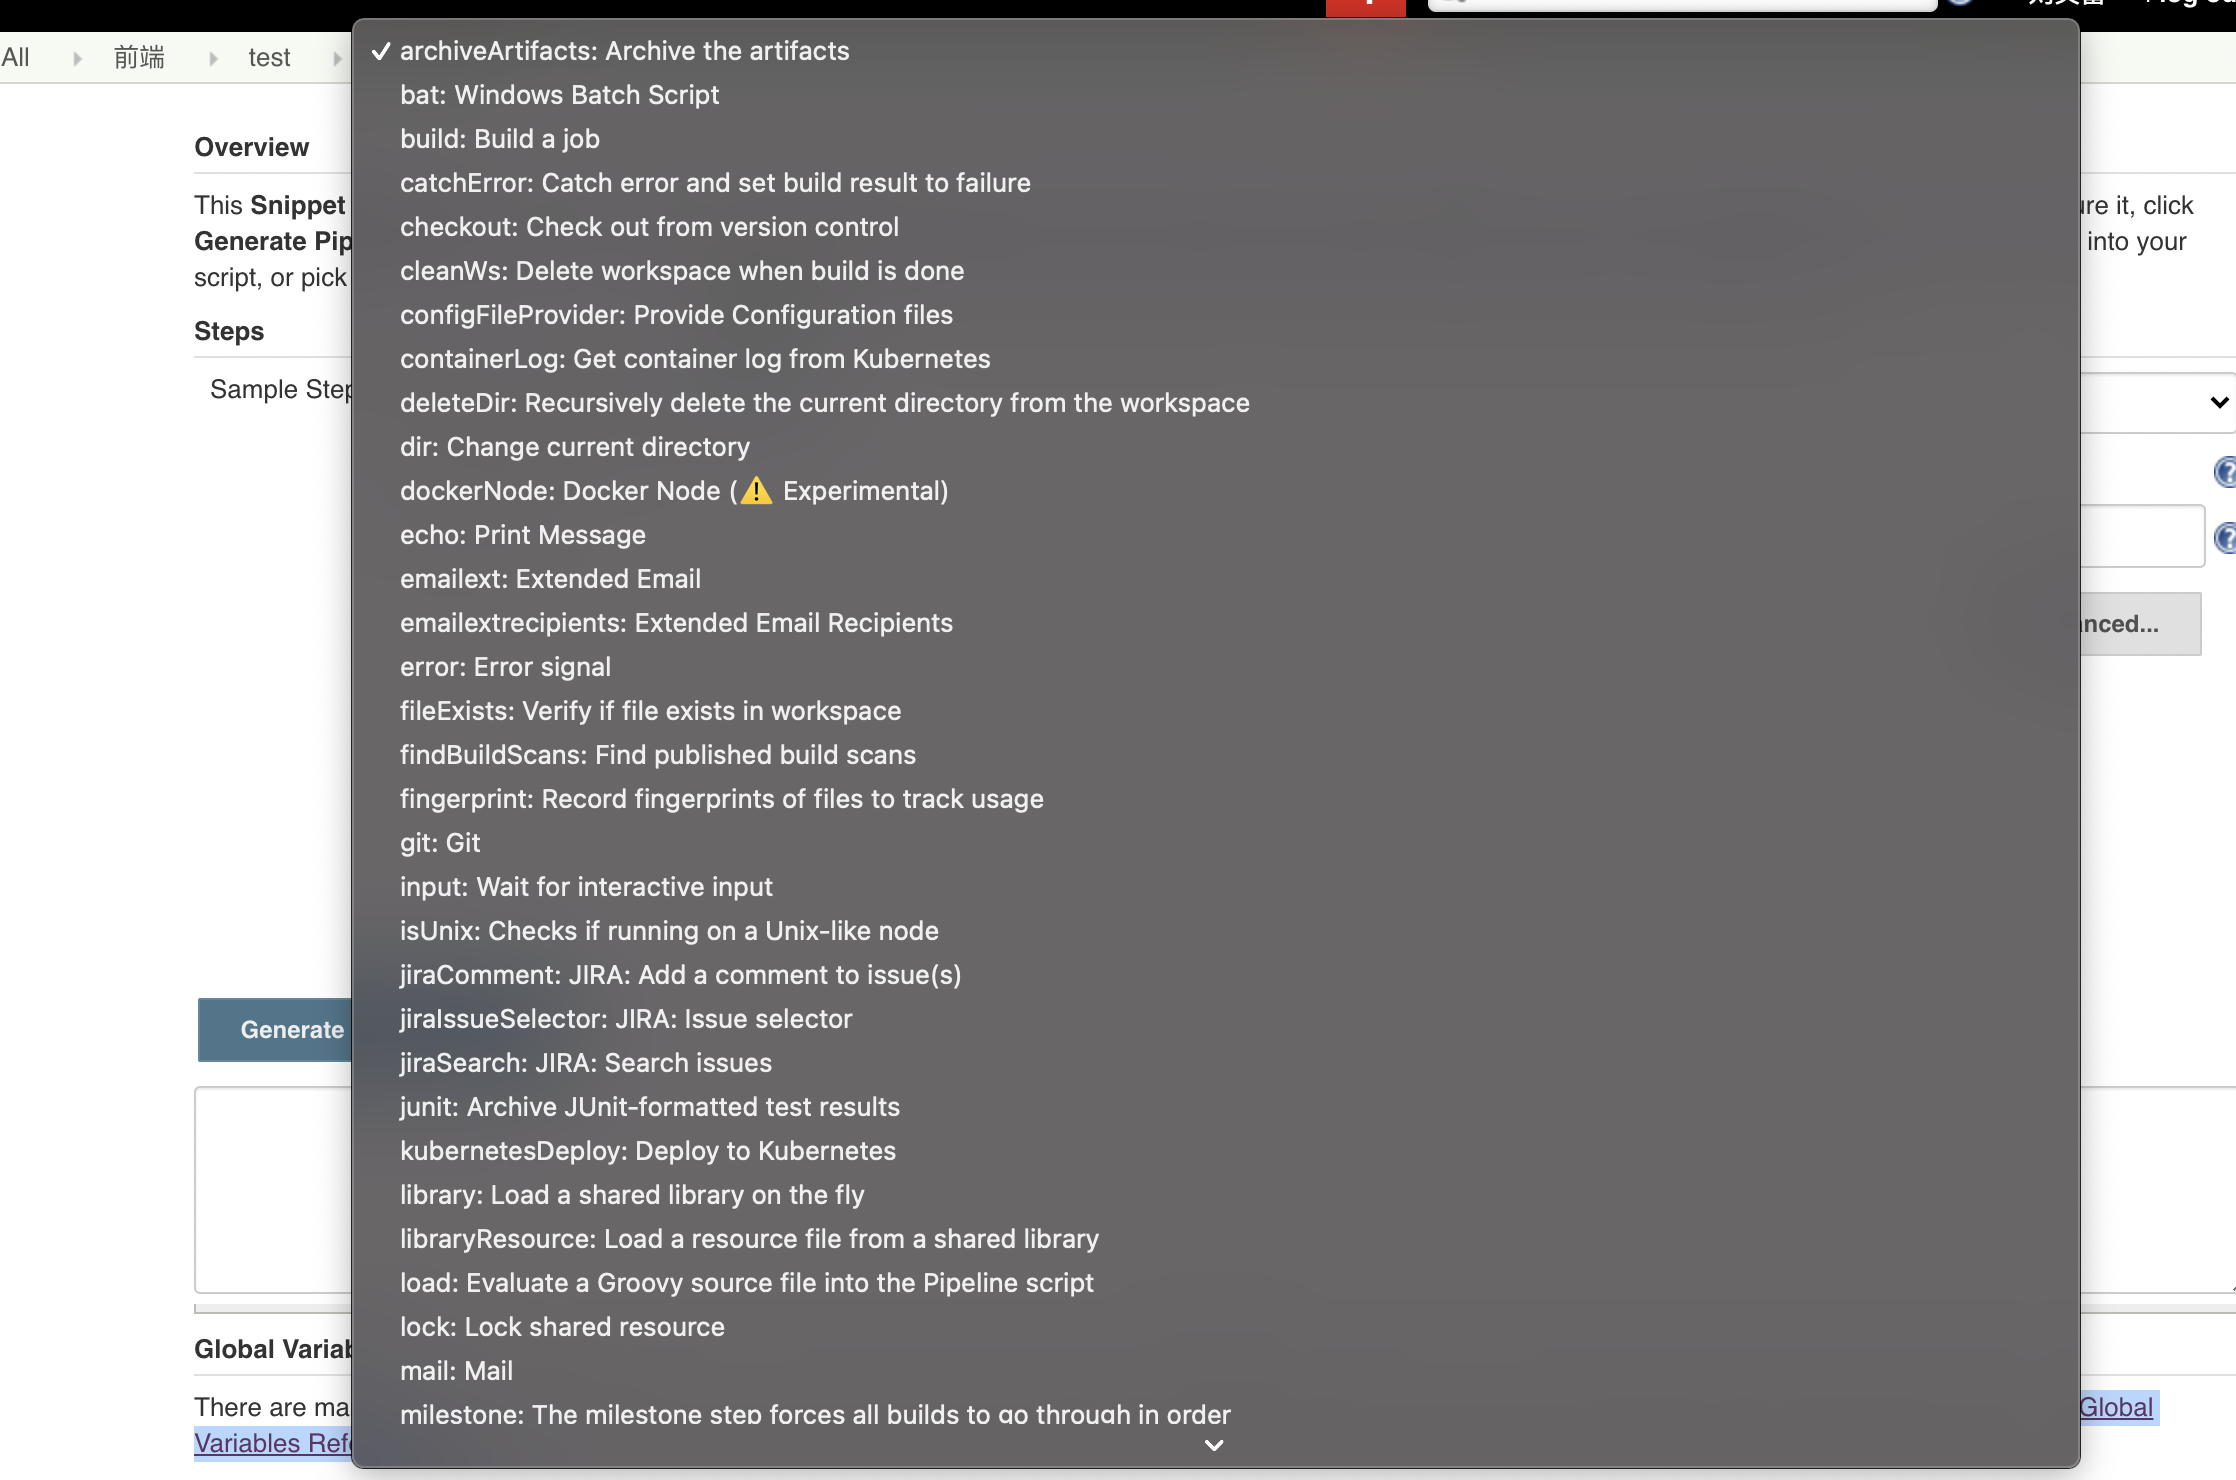 All
前端
test
✓ archiveArtifacts: Archive the artifacts
bat: Windows Batch Script
build: Build a job
catchError: Catch error and set build result to failure
checkout: Check out from version control
cleanWs: Delete workspace when build is done
configFileProvider: Provide Configuration files
containerLog: Get container log from Kubernetes
deleteDir: Recursively delete the current directory from the workspace
dir: Change current directory
dockerNode: Docker Node (⚠️ Experimental)
echo: Print Message
emailext: Extended Email
emailextrecipients: Extended Email Recipients
error: Error signal
fileExists: Verify if file exists in workspace
findBuildScans: Find published build scans
fingerprint: Record fingerprints of files to track usage
git: Git
input: Wait for interactive input
isUnix: Checks if running on a Unix-like node
jiraComment: JIRA: Add a comment to issue(s)
jiraIssueSelector: JIRA: Issue selector
jiraSearch: JIRA: Search issues
junit: Archive JUnit-formatted test results
kubernetesDeploy: Deploy to Kubernetes
library: Load a shared library on the fly
libraryResource: Load a resource file from a shared library
load: Evaluate a Groovy source file into the Pipeline script
lock: Lock shared resource
mail: Mail
milestone: The milestone step forces all builds to go through in order
Overview
This Snippet
it, click
Generate Pip
into your
script, or pick
Steps
Sample Step
Generate
Global Variab
There are ma
Global
Variables Ref